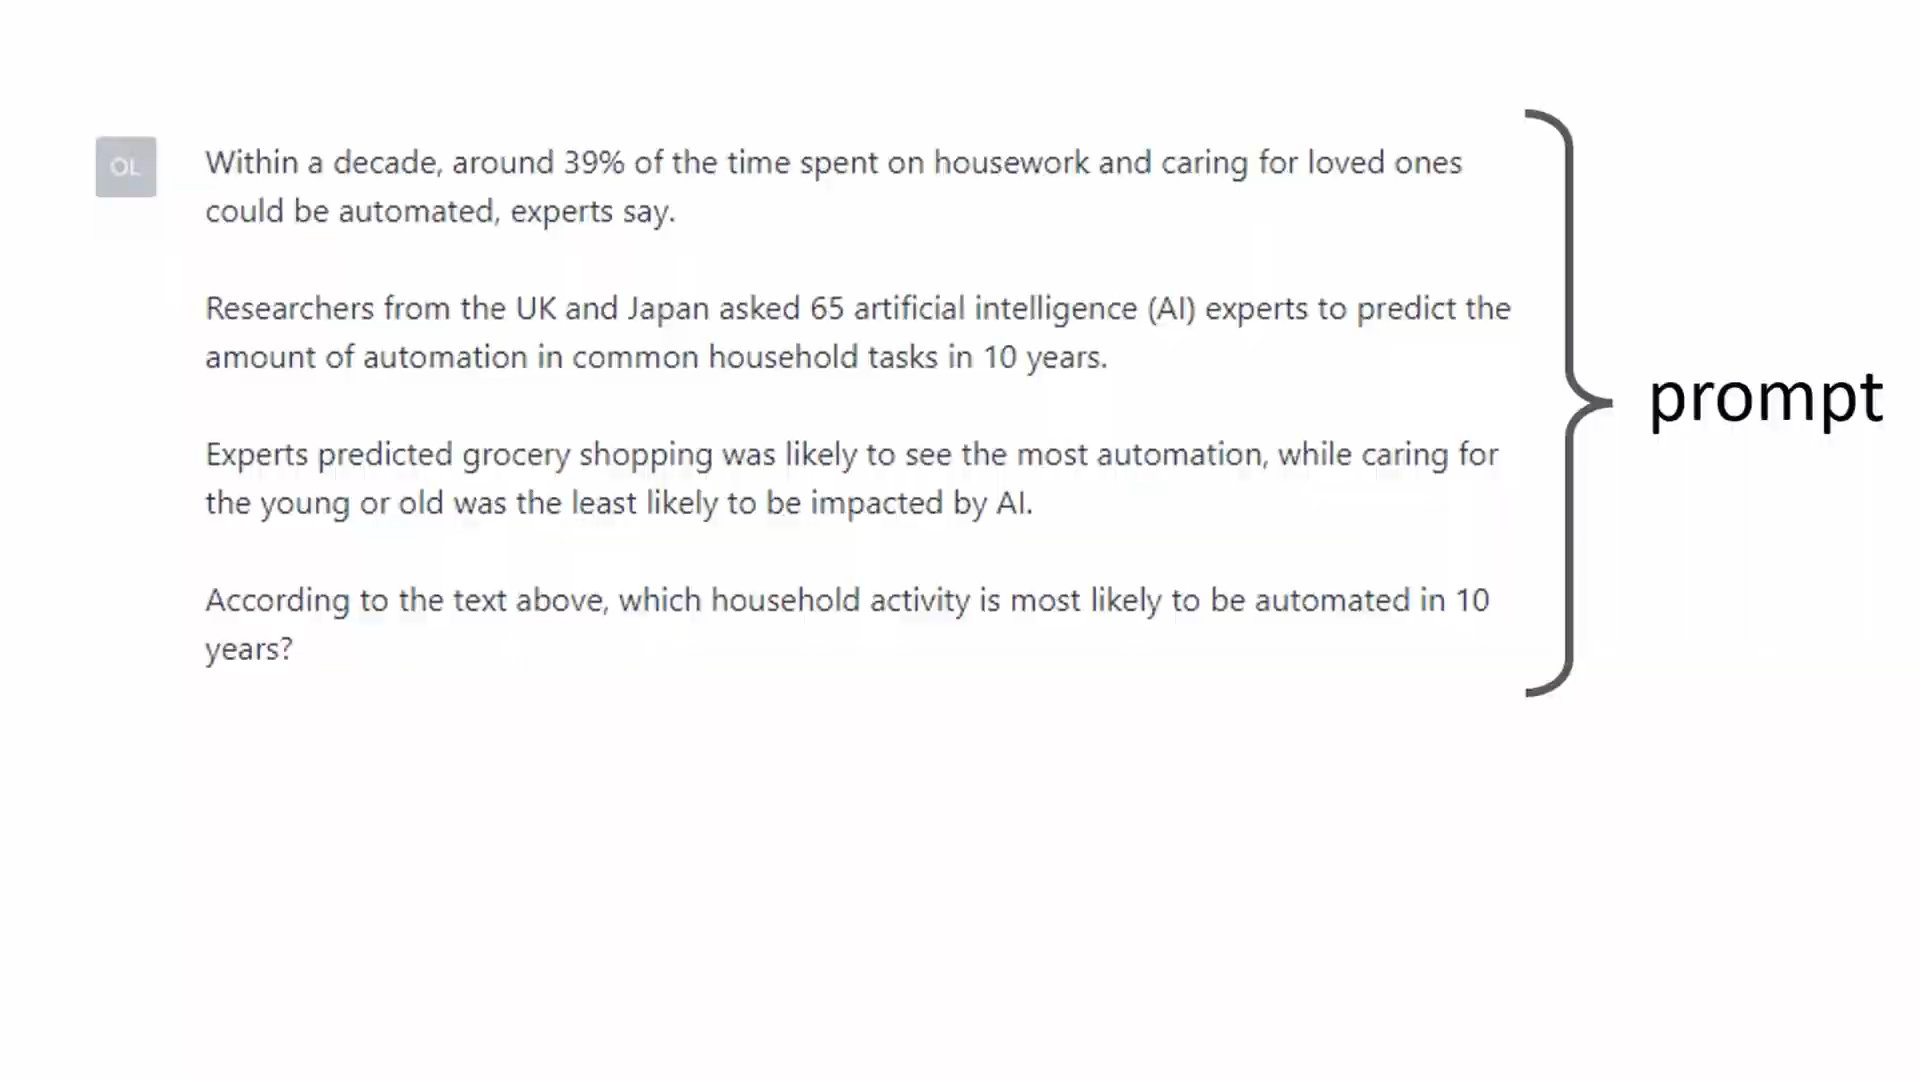 OL
Within a decade, around 39% of the time spent on housework and caring for loved ones
could be automated, experts say.
Researchers from the UK and Japan asked 65 artificial intelligence (AI) experts to predict the
amount of automation in common household tasks in 10 years.
Experts predicted grocery shopping was likely to see the most automation, while caring for
the young or old was the least likely to be impacted by AI.
According to the text above, which household activity is most likely to be automated in 10
years?
prompt